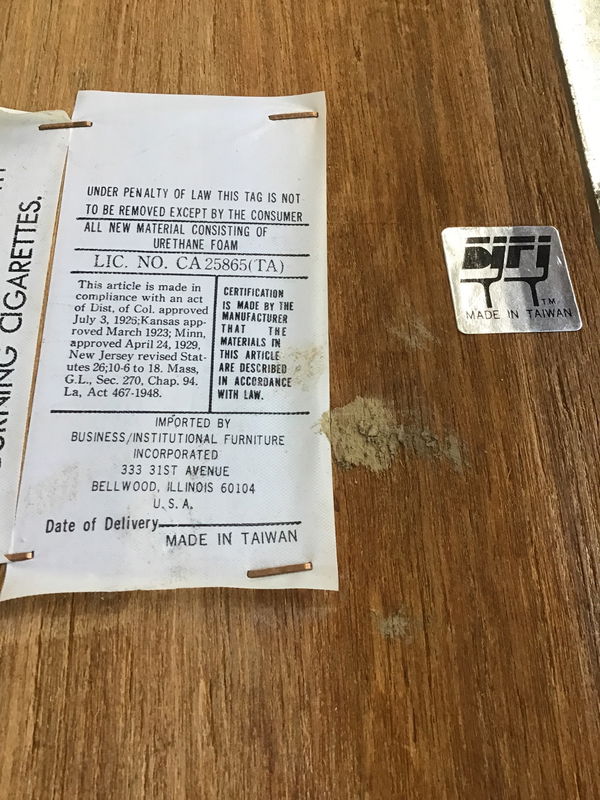 URNING CIGARETTES.
UNDER PENALTY OF LAW THIS TAG IS NOT
TO BE REMOVED EXCEPT BY THE CONSUMER
ALL NEW MATERIAL CONSISTING OF
URETHANE FOAM
LIC. NO. CA25865(TA)
This article is made in
compliance with an act
of Dist, of Col. approved
July 3, 1926;Kansas app-
roved March 1923; Minn,
approved April 24, 1929,
New Jersey revised Stat-
utes 26;10-6 to 18. Mass,
G.L., Sec. 270, Chap. 94.
La, Act 467-1948.
CERTIFICATION
IS MADE BY THE
MANUFACTURER
THAT THE
MATERIALS IN
THIS ARTICLE
ARE DESCRIBED
IN ACCORDANCE
WITH LAW.
IMPORTED BY
BUSINESS/INSTITUTIONAL FURNITURE
INCORPORATED
333 31ST AVENUE
BELLWOOD, ILLINOIS 60104
U.S.A.
Date of Delivery
MADE IN TAIWAN
TM
MADE IN TAIWAN